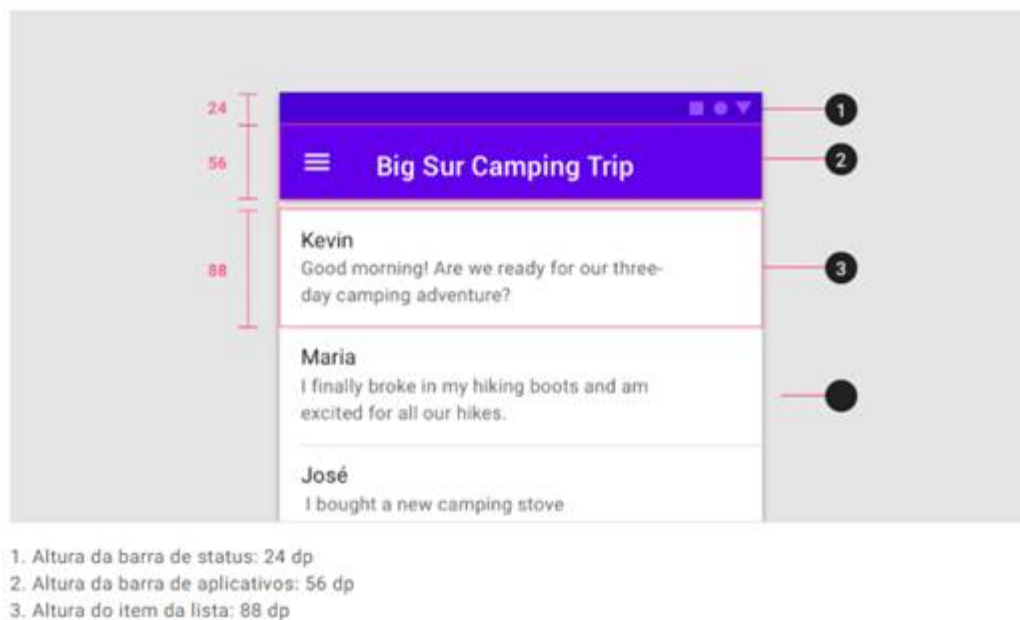 24
1
56
Big Sur Camping Trip
2
88
Kevin
Good morning! Are we ready for our three-
day camping adventure?
3
Maria
I finally broke in my hiking boots and am
excited for all our hikes.
José
I bought a new camping stove
1. Altura da barra de status: 24 dp
2. Altura da barra de aplicativos: 56 dp
3. Altura do item da lista: 88 dp